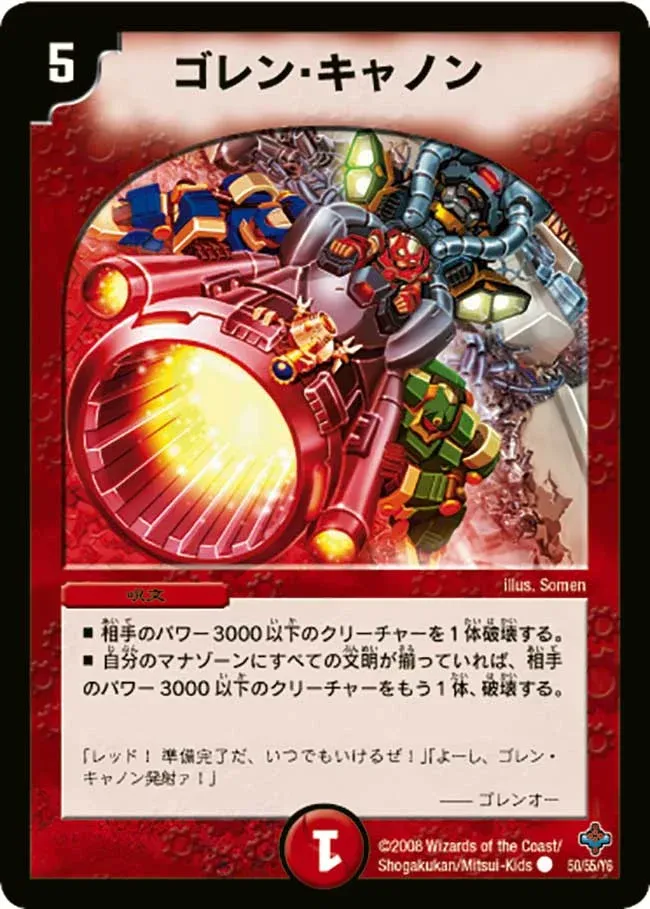 5
ゴレン・キャノン
illus. Somen
呪文
■ 相手のパワー3000以下のクリーチャーを1体破壊する。
■ 自分のマナゾーンにすべての文明が揃っていれば、相手
のパワー3000以下のクリーチャーをもう1体、破壊する。
「レッド! 準備完了だ、いつでもいけるぜ!」「よーし、ゴレン・
キャノン発射ァ!」
—— ゴレンオー
1
©2008 Wizards of the Coast/
Shogakukan/Mitsui-Kids ● 50/55/Y6